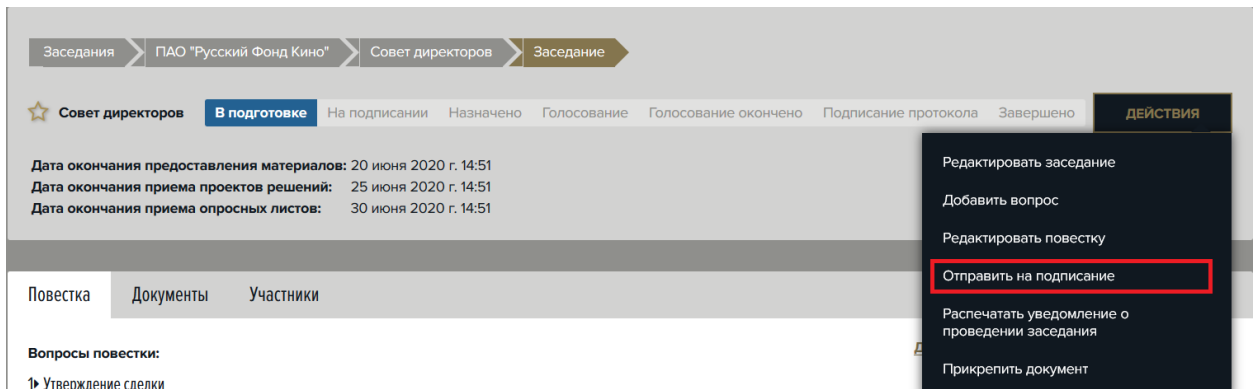 Заседания ПАО "Русский Фонд Кино" Совет директоров Заседание
Совет директоров В подготовке На подписании Назначено Голосование Голосование окончено Подписание протокола Завершено ДЕЙСТВИЯ
Дата окончания предоставления материалов: 20 июня 2020 г. 14:51
Дата окончания приема проектов решений: 25 июня 2020 г. 14:51
Дата окончания приема опросных листов: 30 июня 2020 г. 14:51
Редактировать заседание
Добавить вопрос
Редактировать повестку
Отправить на подписание
Распечатать уведомление о
проведении заседания
Прикрепить документ
Повестка Документы Участники
Вопросы повестки:
1 Утверждение сделки